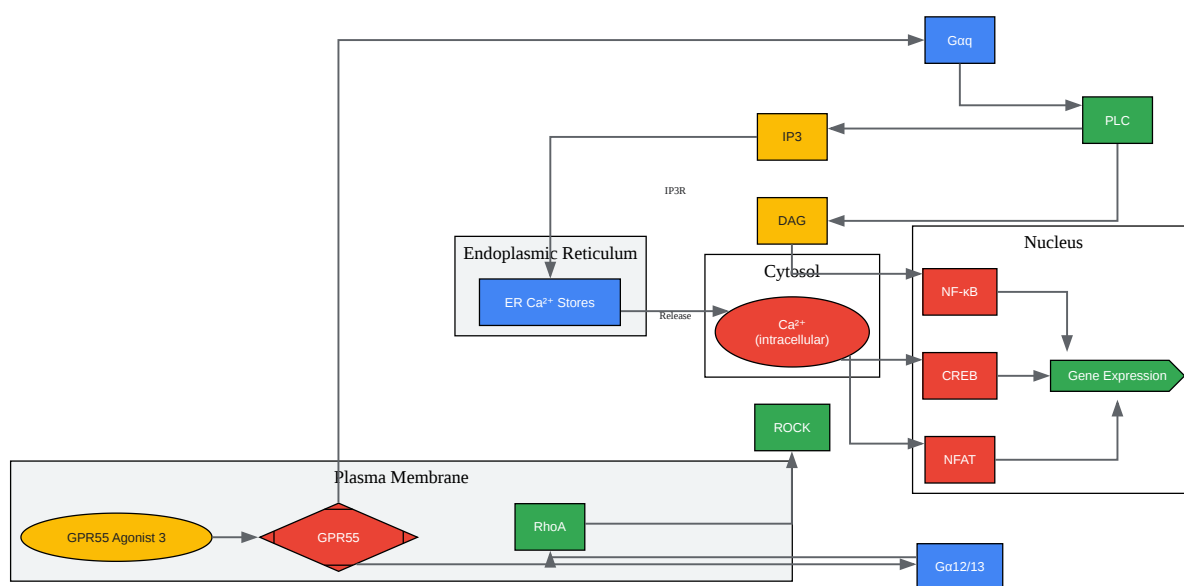 Gαq
PLC
IP3
IP3R
DAG
Nucleus
Endoplasmic Reticulum
Cytosol
NF-κB
ER Ca²⁺ Stores
Release
Ca²⁺
(intracellular)
CREB
Gene Expression
ROCK
NFAT
Plasma Membrane
GPR55 Agonist 3
GPR55
RhoA
Gα12/13